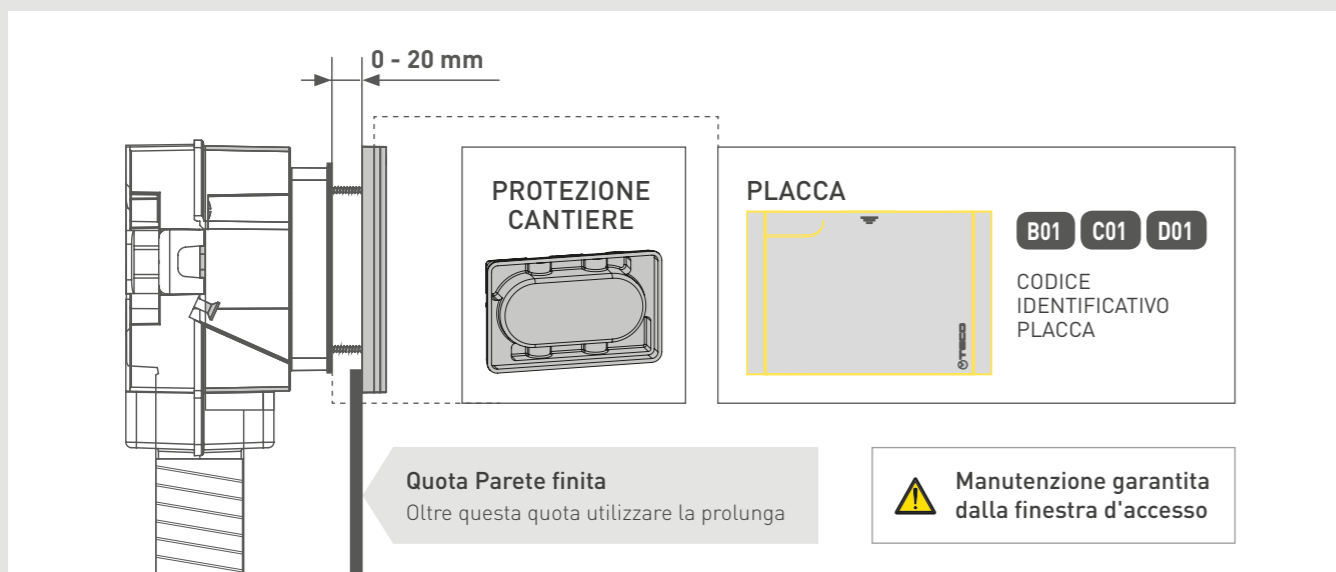 0 - 20 mm
PROTEZIONE
CANTIERE
PLACCA
TECO
B01 C01 D01
CODICE
IDENTIFICATIVO
PLACCA
Quota Parete finita
Oltre questa quota utilizzare la prolunga
Manutenzione garantita
dalla finestra d'accesso